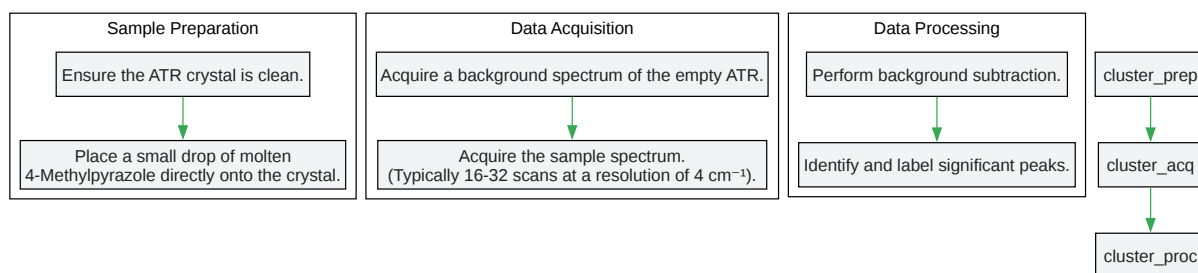 Sample Preparation
Ensure the ATR crystal is clean.
Place a small drop of molten
4-Methylpyrazole directly onto the crystal.
Data Acquisition
Acquire a background spectrum of the empty ATR.
Acquire the sample spectrum.
(Typically 16-32 scans at a resolution of 4 cm⁻¹).
Data Processing
Perform background subtraction.
Identify and label significant peaks.
cluster_prep
cluster_acq
cluster_proc